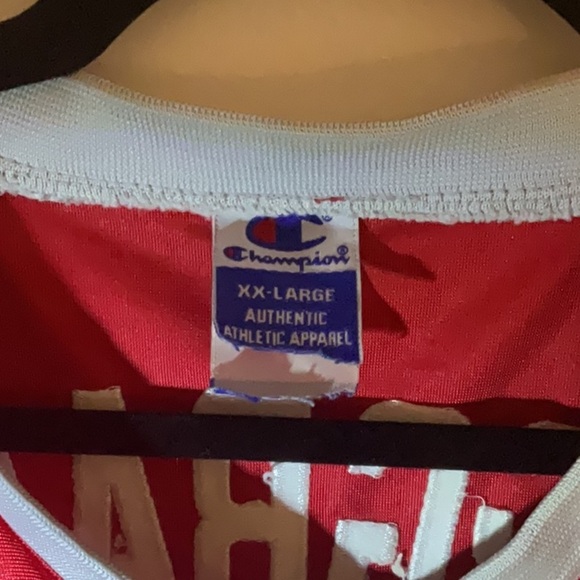 Champion®
XX-LARGE
AUTHENTIC
ATHLETIC APPAREL